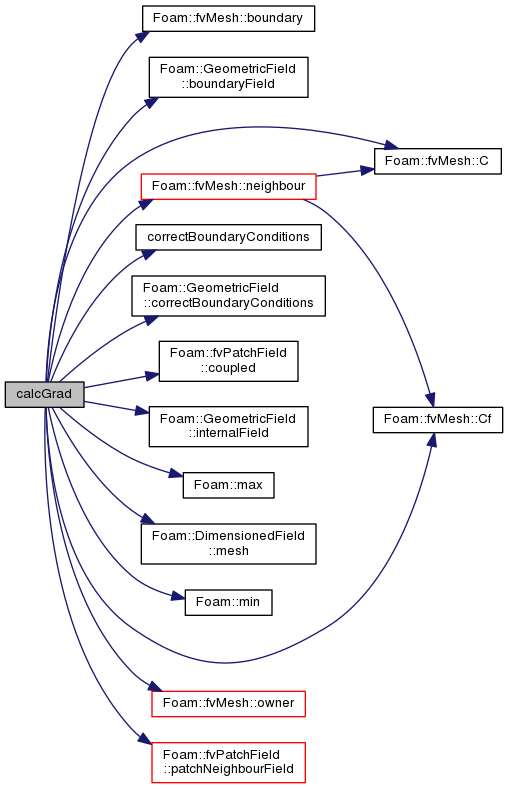 Foam::fvMesh::boundary
Foam::GeometricField
::boundaryField
Foam::fvMesh::C
Foam::fvMesh::neighbour
correctBoundaryConditions
Foam::GeometricField
::correctBoundaryConditions
Foam::fvPatchField
::coupled
calcGrad
Foam::GeometricField
::internalField
Foam::fvMesh::Cf
Foam::max
Foam::DimensionedField
::mesh
Foam::min
Foam::fvMesh::owner
Foam::fvPatchField
::patchNeighbourField